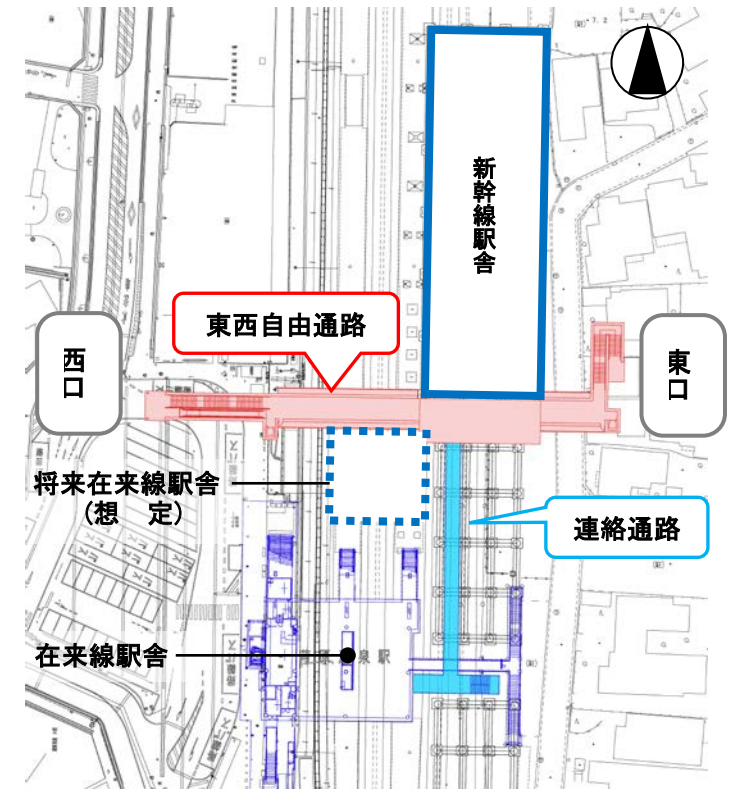 新幹線駅舎
東西自由通路
西口
東口
将来在来線駅舎
(想　定)
連絡通路
在来線駅舎